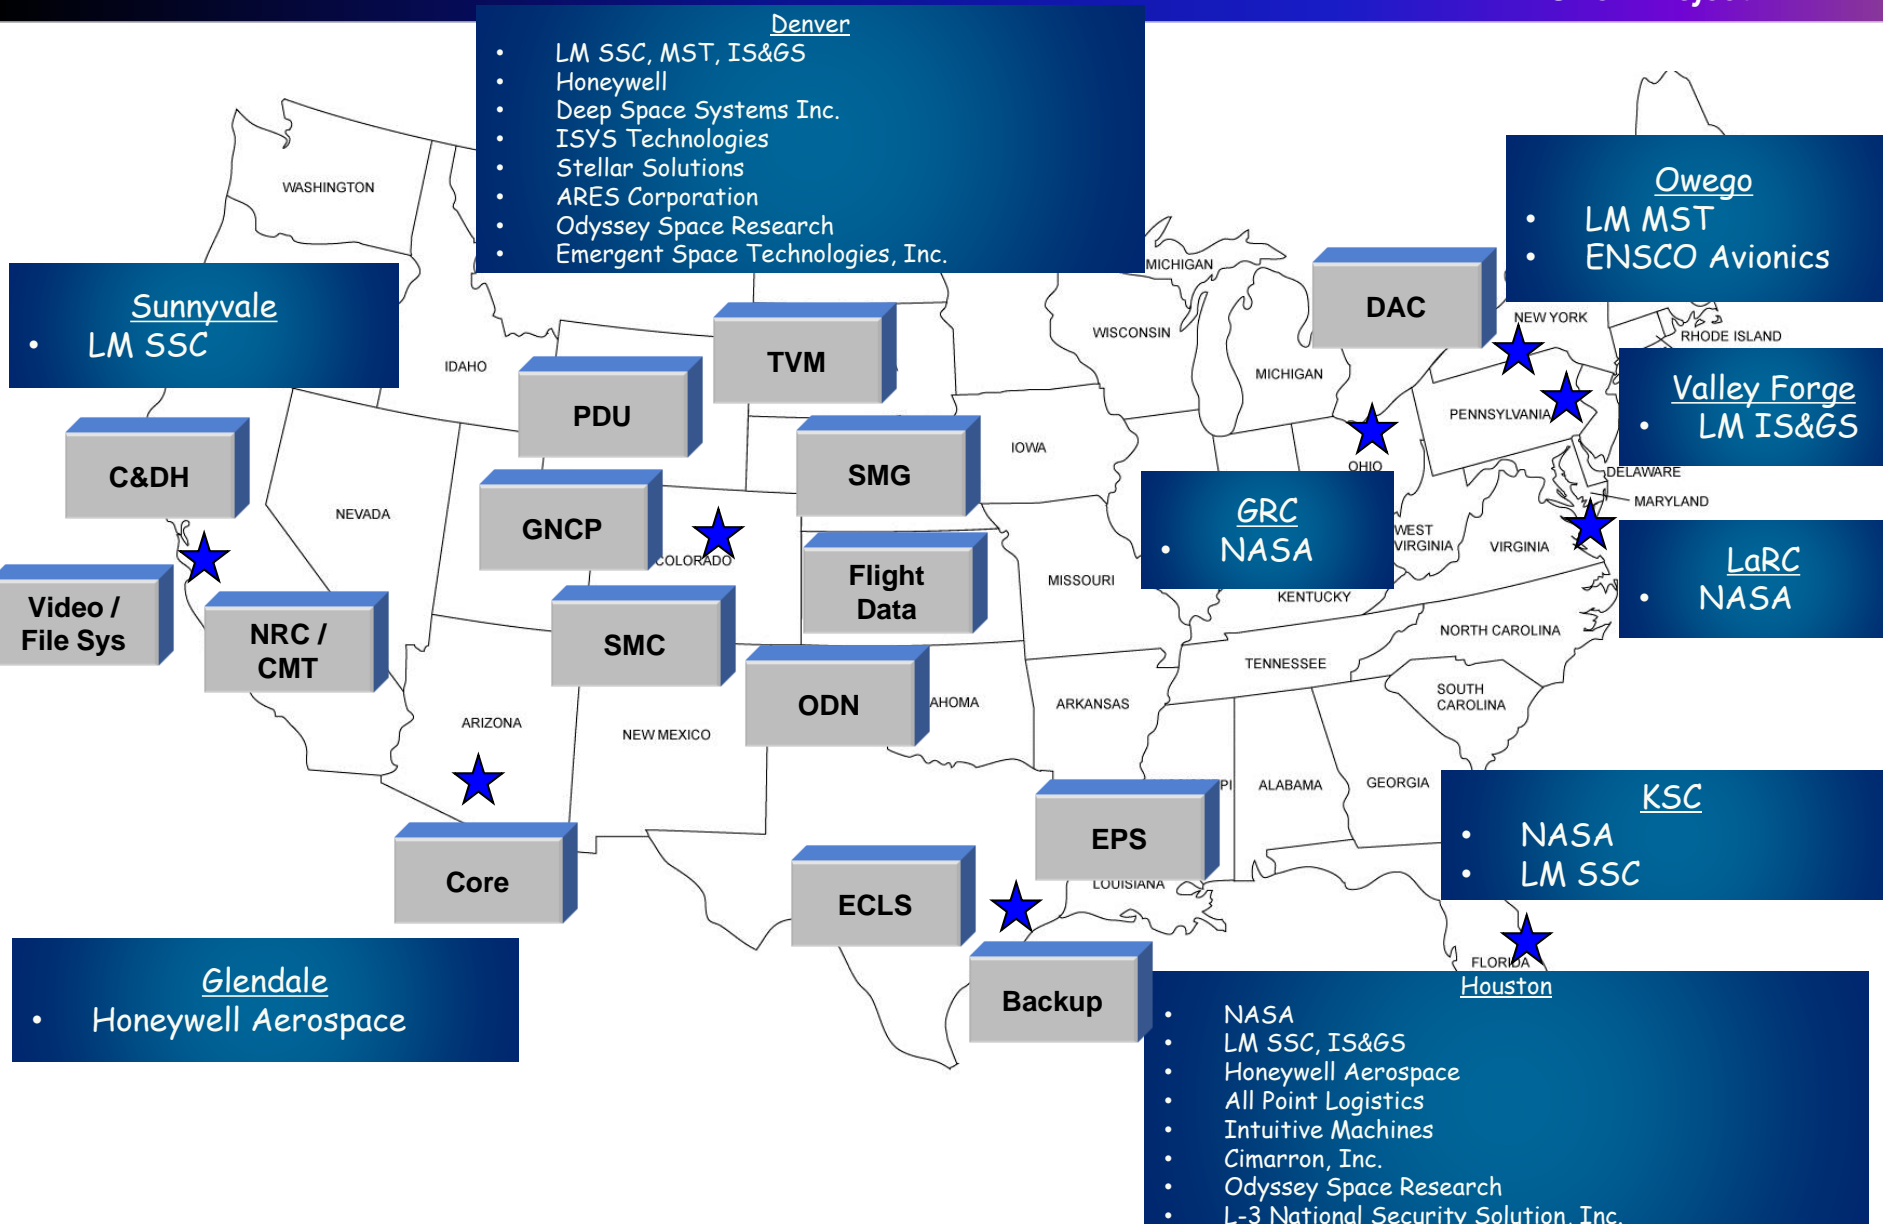 Denver
• LM SSC, MST, IS&GS
• Honeywell
• Deep Space Systems Inc.
• ISYS Technologies
• Stellar Solutions
• ARES Corporation
• Odyssey Space Research
• Emergent Space Technologies, Inc.
Owego
• LM MST
• ENSCO Avionics
Sunnyvale
• LM SSC
WASHINGTON
IDAHO
NEVADA
ARIZONA
COLORADO
NEW MEXICO
IOWA
MISSOURI
ARKANSAS
AHOMA
WISCONSIN
MICHIGAN
MICHIGAN
NEW YORK
RHODE ISLAND
PENNSYLVANIA
OHIO
DELAWARE
MARYLAND
WEST
VIRGINIA
VIRGINIA
KENTUCKY
NORTH CAROLINA
TENNESSEE
SOUTH
CAROLINA
PI
ALABAMA
GEORGIA
LOUISIANA
FLORIDA
DAC
TVM
PDU
SMG
C&DH
GNCP
Flight
Data
Video /
File Sys
NRC /
CMT
SMC
ODN
EPS
Core
ECLS
Backup
Valley Forge
• LM IS&GS
GRC
• NASA
LaRC
• NASA
KSC
• NASA
• LM SSC
Glendale
• Honeywell Aerospace
Houston
• NASA
• LM SSC, IS&GS
• Honeywell Aerospace
• All Point Logistics
• Intuitive Machines
• Cimarron, Inc.
• Odyssey Space Research
• L-3 National Security Solution, Inc.